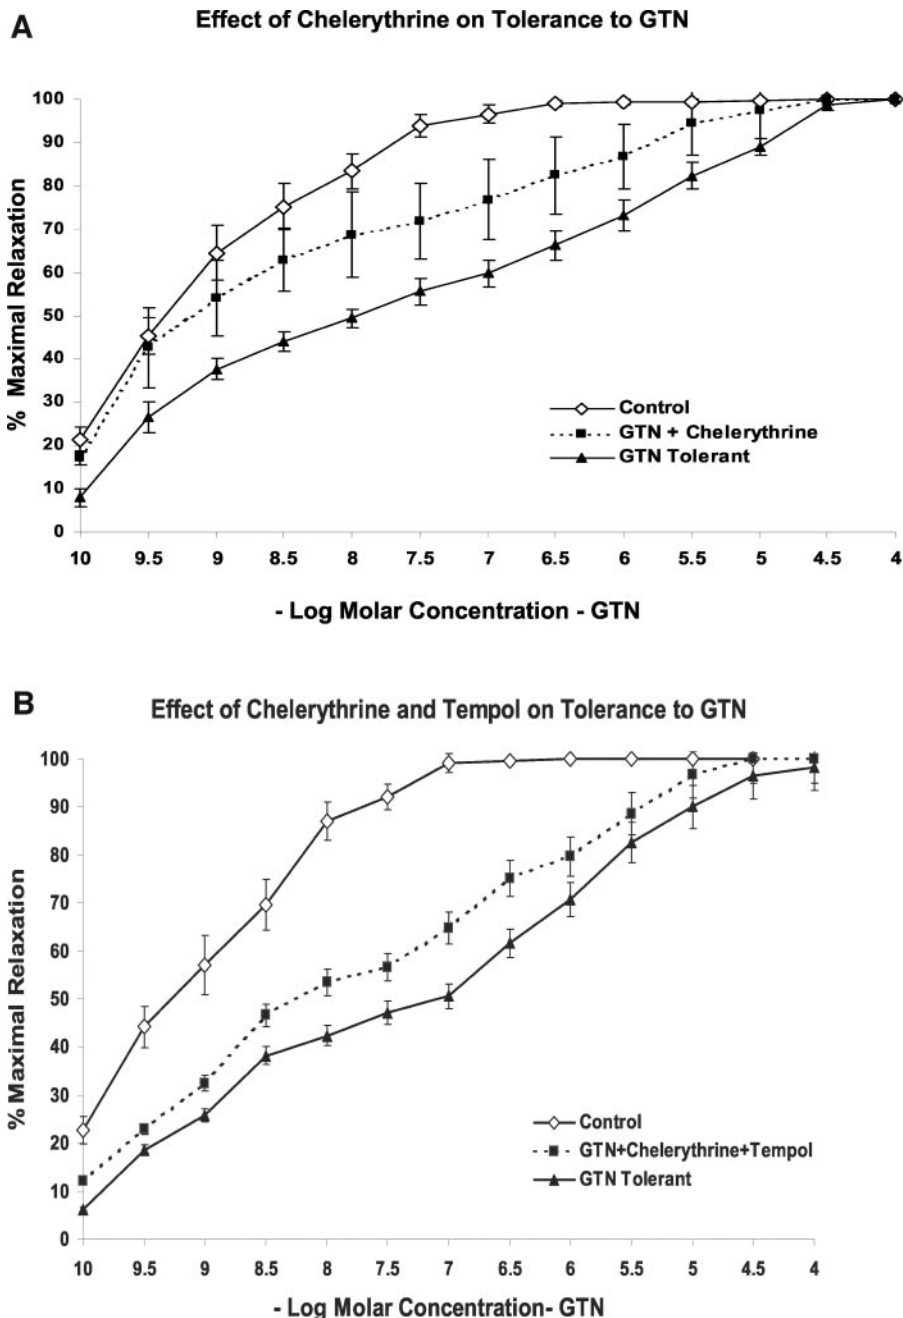 A
Effect of Chelerythrine on Tolerance to GTN
% Maximal Relaxation
100
90
80
70
60
50
40
30
20
10
0
Control
GTN + Chelerythrine
GTN Tolerant
10 9.5 9 8.5 8 7.5 7 6.5 6 5.5 5 4.5 4
- Log Molar Concentration - GTN
B
Effect of Chelerythrine and Tempol on Tolerance to GTN
% Maximal Relaxation
100
90
80
70
60
50
40
30
20
10
0
Control
GTN+Chelerythrine+Tempol
GTN Tolerant
10 9.5 9 8.5 8 7.5 7 6.5 6 5.5 5 4.5 4
- Log Molar Concentration- GTN